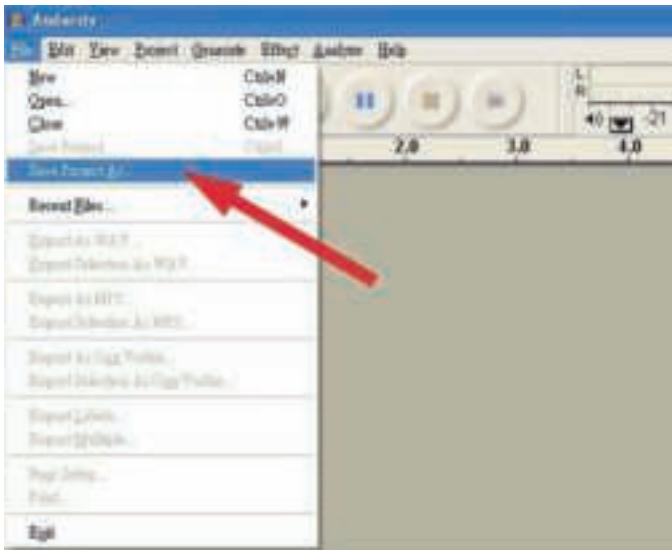 Audacity
File Edit View Project Generate Effect Analyze Help
New Ctrl+N
Open... Ctrl+O
Close Ctrl+W
Save Project
Save Project As...
Recent Files...
Export As WAV...
Export Selection As WAV...
Export As MP3...
Export Selection As MP3...
Export As Ogg Vorbis...
Export Selection As Ogg Vorbis...
Export Labels...
Export Multiple...
Page Setup...
Print...
Exit
L
R
-21
2.0 3.0 4.0